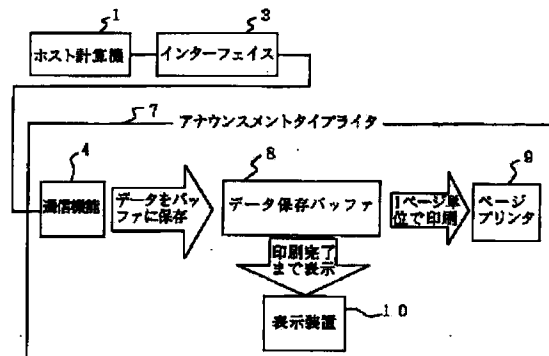 1
3
ホスト計算機
インターフェイス
7
アナウンスメントタイプライタ
4
8
9
通信機能
データをバッ
ファに保存
データ保存バッファ
1ページ単
位で印刷
ページ
プリンタ
印刷完了
まで表示
表示装置
10